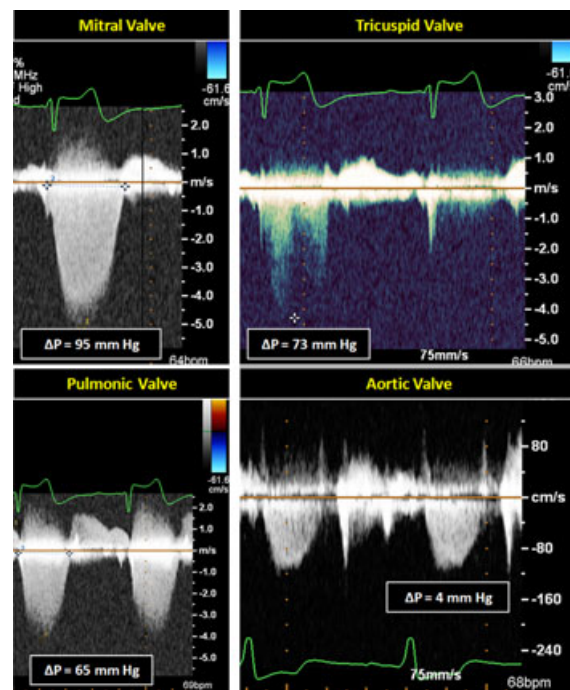 Mitral Valve
%
MHz
High
d
-61.6
cm/s
2.0
1.0
m/s
-1.0
-2.0
-3.0
-4.0
-5.0
ΔP = 95 mm Hg
64bpm
Tricuspid Valve
-61.6
cm/s
3.0
2.0
1.0
m/s
-1.0
-2.0
-3.0
-4.0
-5.0
ΔP = 73 mm Hg
75mm/s
66bpm
Pulmonic Valve
-61.6
cm/s
2.0
1.0
m/s
-1.0
-2.0
-3.0
-4.0
-5.0
ΔP = 65 mm Hg
69bpm
Aortic Valve
80
cm/s
-80
ΔP = 4 mm Hg
-160
-240
75mm/s
68bpm